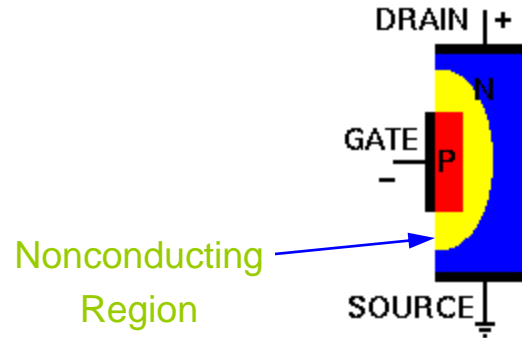 DRAIN +
N
GATE
P
−
Nonconducting
Region
SOURCE